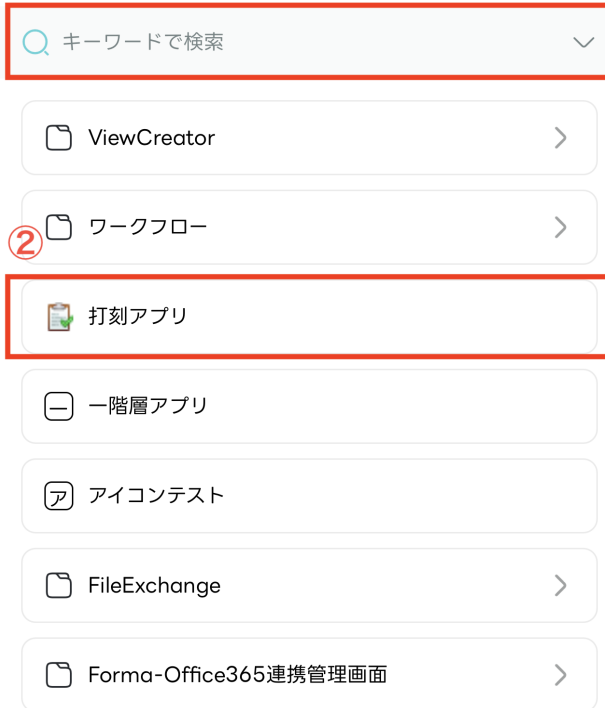 キーワードで検索
ViewCreator
ワークフロー
②
打刻アプリ
一階層アプリ
ア アイコンテスト
FileExchange
Forma-Office365連携管理画面